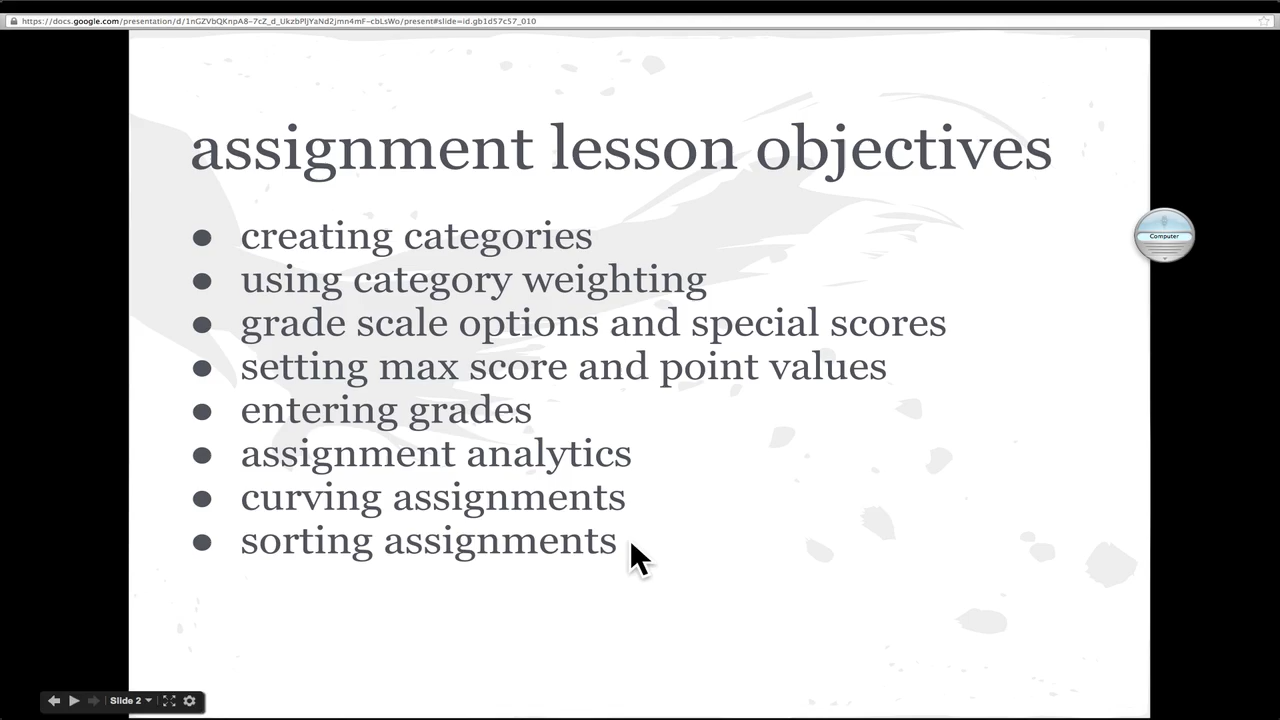 https://docs.google.com/presentation/d/1nGZVbQKnpA8-7cZ_d_UkzbPlJYaNd2jmn4mF-cbLsWo/present#slide=id.gb1d57c57_010
assignment lesson objectives
● creating categories
● using category weighting
● grade scale options and special scores
● setting max score and point values
● entering grades
● assignment analytics
● curving assignments
● sorting assignments
Computer
Slide 2